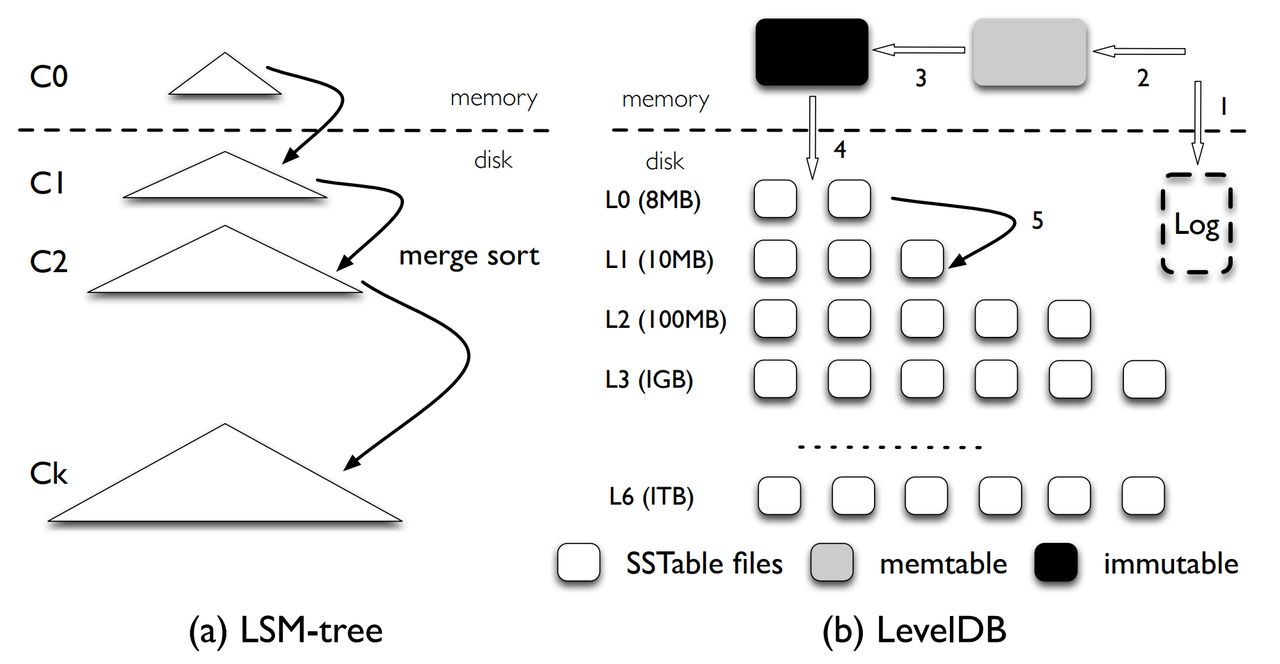 C0
memory
disk
C1
C2
merge sort
Ck
(a) LSM-tree
memory
3
2
1
4
disk
L0 (8MB)
5
Log
L1 (10MB)
L2 (100MB)
L3 (1GB)
L6 (1TB)
SSTable files
memtable
immutable
(b) LevelDB